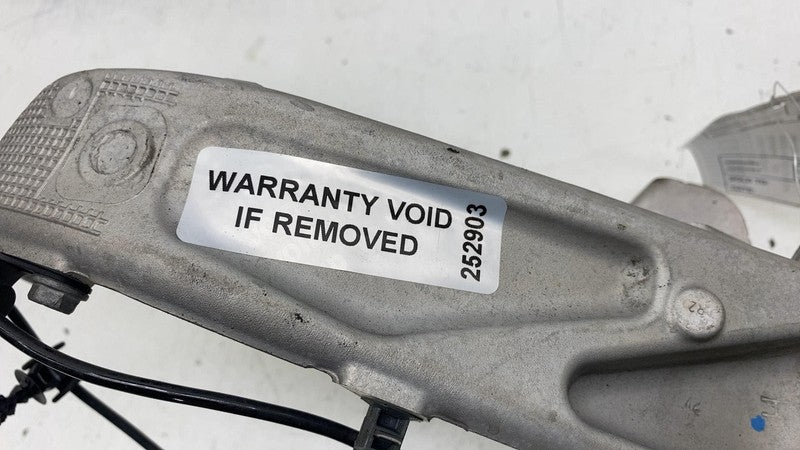 WARRANTY VOID
IF REMOVED
252903